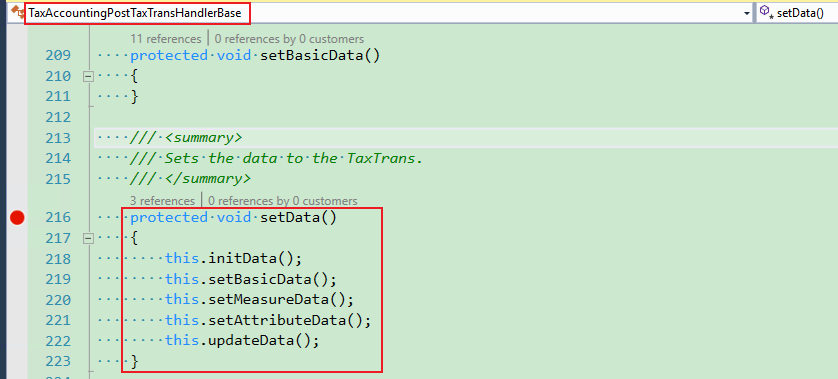 TaxAccountingPostTaxTransHandlerBase setData()
11 references | 0 references by 0 customers
209 protected void setBasicData()
210 {
211 }
212
213 /// <summary>
214 /// Sets the data to the TaxTrans.
215 /// </summary>
3 references | 0 references by 0 customers
216 protected void setData()
217 {
218 this.initData();
219 this.setBasicData();
220 this.setMeasureData();
221 this.setAttributeData();
222 this.updateData();
223 }